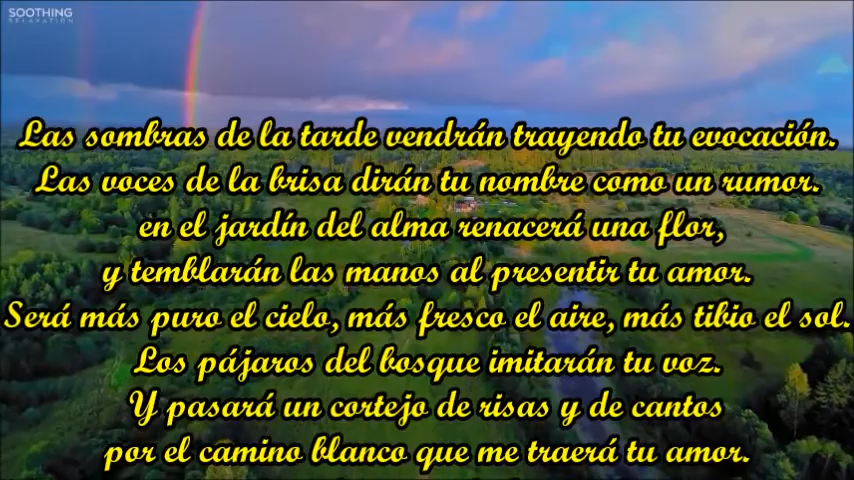 SOOTHING
RELAXATION
Las sombras de la tarde vendrán trayendo tu evocación.
Las voces de la brisa dirán tu nombre como un rumor.
en el jardín del alma renacerá una flor,
y temblarán las manos al presentir tu amor.
Será más puro el cielo, más fresco el aire, más tibio el sol.
Los pájaros del bosque imitarán tu voz.
Y pasará un cortejo de risas y de cantos
por el camino blanco que me traerá tu amor.